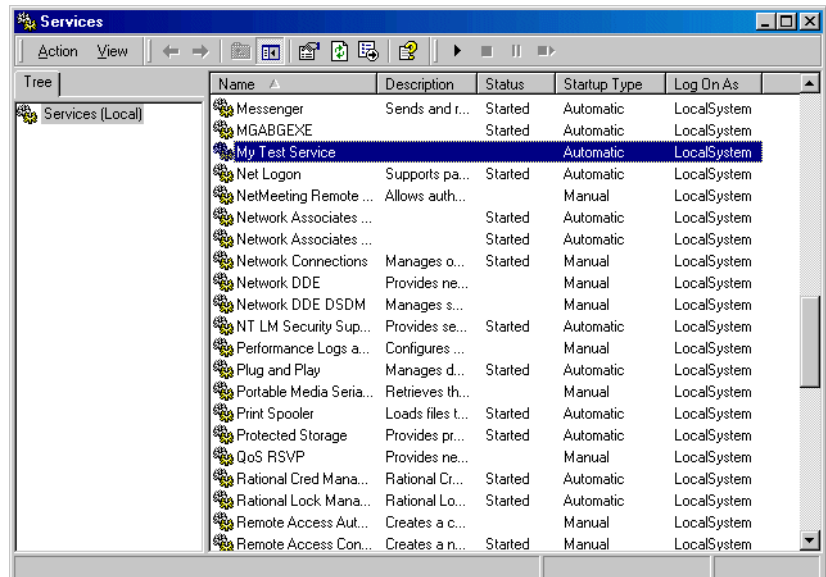 Services
Action View
Tree
Services (Local)
Name Description Status Startup Type Log On As
Messenger Sends and r... Started Automatic LocalSystem
MGABGEXE Started Automatic LocalSystem
My Test Service Automatic LocalSystem
Net Logon Supports pa... Started Automatic LocalSystem
NetMeeting Remote ... Allows auth... Manual LocalSystem
Network Associates ... Started Automatic LocalSystem
Network Associates ... Started Automatic LocalSystem
Network Connections Manages o... Started Manual LocalSystem
Network DDE Provides ne... Manual LocalSystem
Network DDE DSDM Manages s... Manual LocalSystem
NT LM Security Sup... Provides se... Started Automatic LocalSystem
Performance Logs a... Configures ... Manual LocalSystem
Plug and Play Manages d... Started Automatic LocalSystem
Portable Media Seria... Retrieves th... Manual LocalSystem
Print Spooler Loads files t... Started Automatic LocalSystem
Protected Storage Provides pr... Started Automatic LocalSystem
QoS RSVP Provides ne... Manual LocalSystem
Rational Cred Mana... Rational Cr... Started Automatic LocalSystem
Rational Lock Mana... Rational Lo... Started Automatic LocalSystem
Remote Access Aut... Creates a c... Manual LocalSystem
Remote Access Con... Creates a n... Started Manual LocalSystem